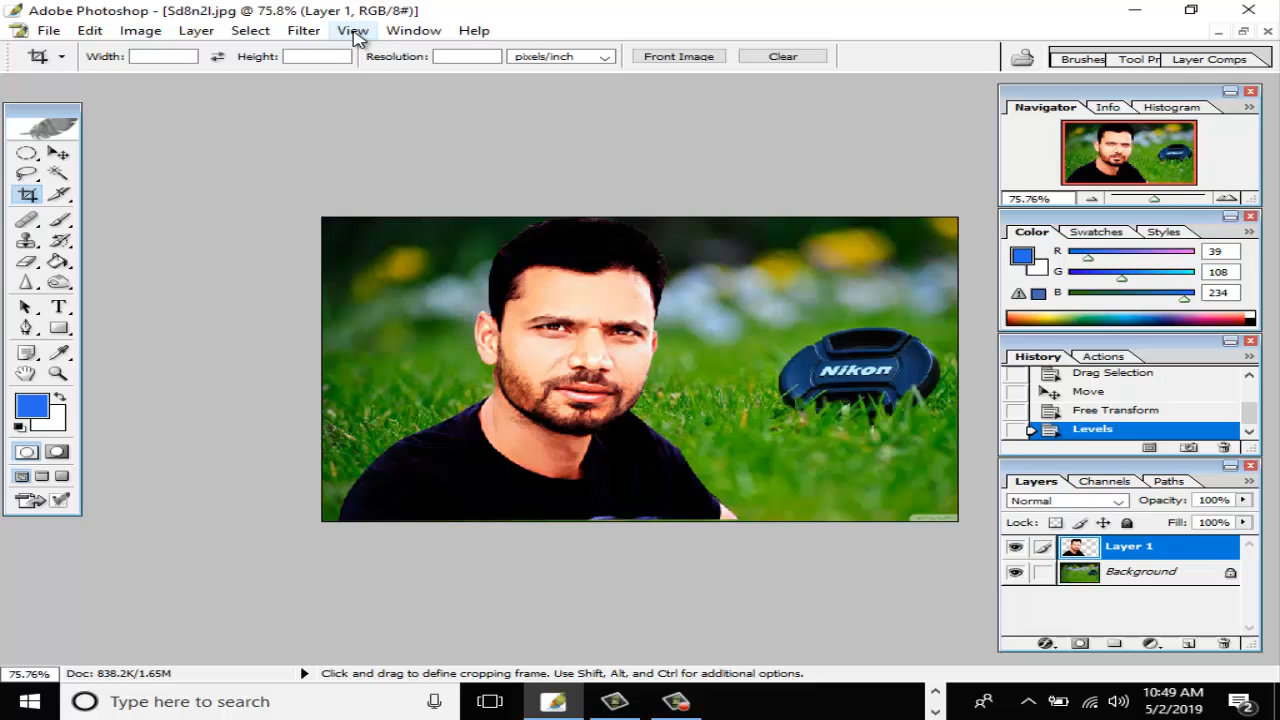 Adobe Photoshop - [Sd8n2I.jpg @ 75.8% (Layer 1, RGB/8#)]
File Edit Image Layer Select Filter View Window Help
Width: Height: Resolution: pixels/inch Front Image Clear Brushes Tool Pr Layer Comps
Navigator Info Histogram
75.76%
Color Swatches Styles
R 39
G 108
B 234
Nikon
History Actions
Drag Selection
Move
Free Transform
Levels
Layers Channels Paths
Normal Opacity: 100%
Lock: Fill: 100%
Layer 1
Background
T
75.76% Doc: 838.2K/1.65M Click and drag to define cropping frame. Use Shift, Alt, and Ctrl for additional options.
Type here to search
10:49 AM
5/2/2019
2